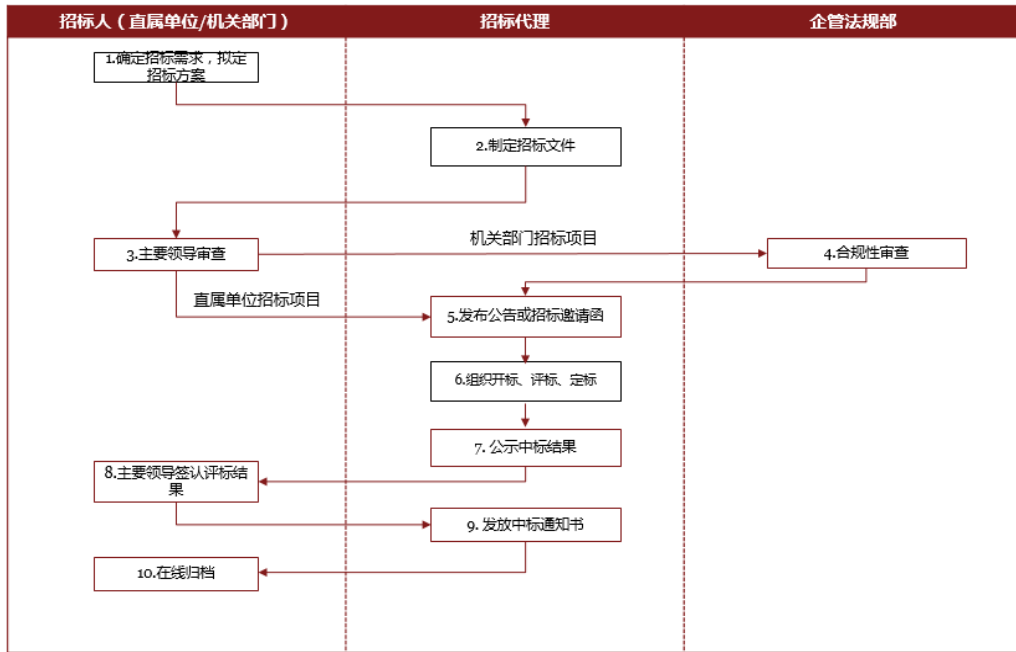 招标人（直属单位/机关部门）
招标代理
企管法规部
1.确定招标需求，拟定
招标方案
2.制定招标文件
机关部门招标项目
3.主要领导审查
4.合规性审查
直属单位招标项目
5.发布公告或招标邀请函
6.组织开标、评标、定标
7. 公示中标结果
8.主要领导签认评标结
果
9. 发放中标通知书
10.在线归档